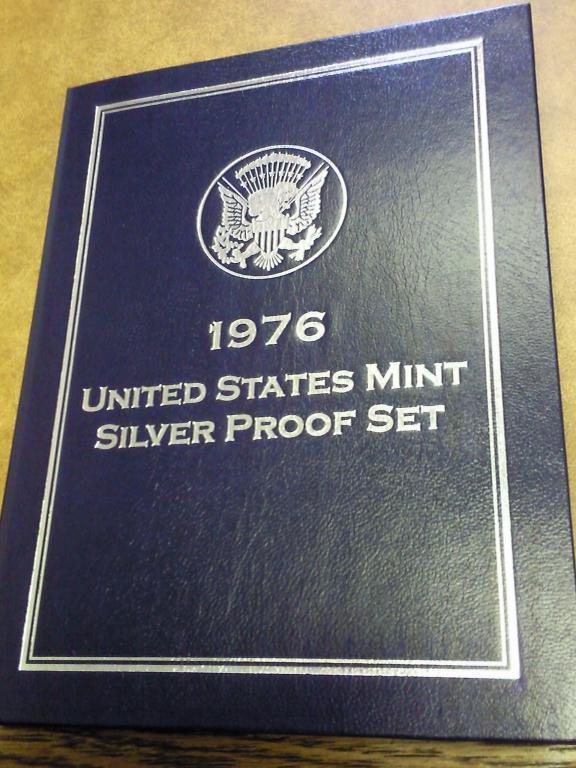 1976
UNITED STATES MINT
SILVER PROOF SET